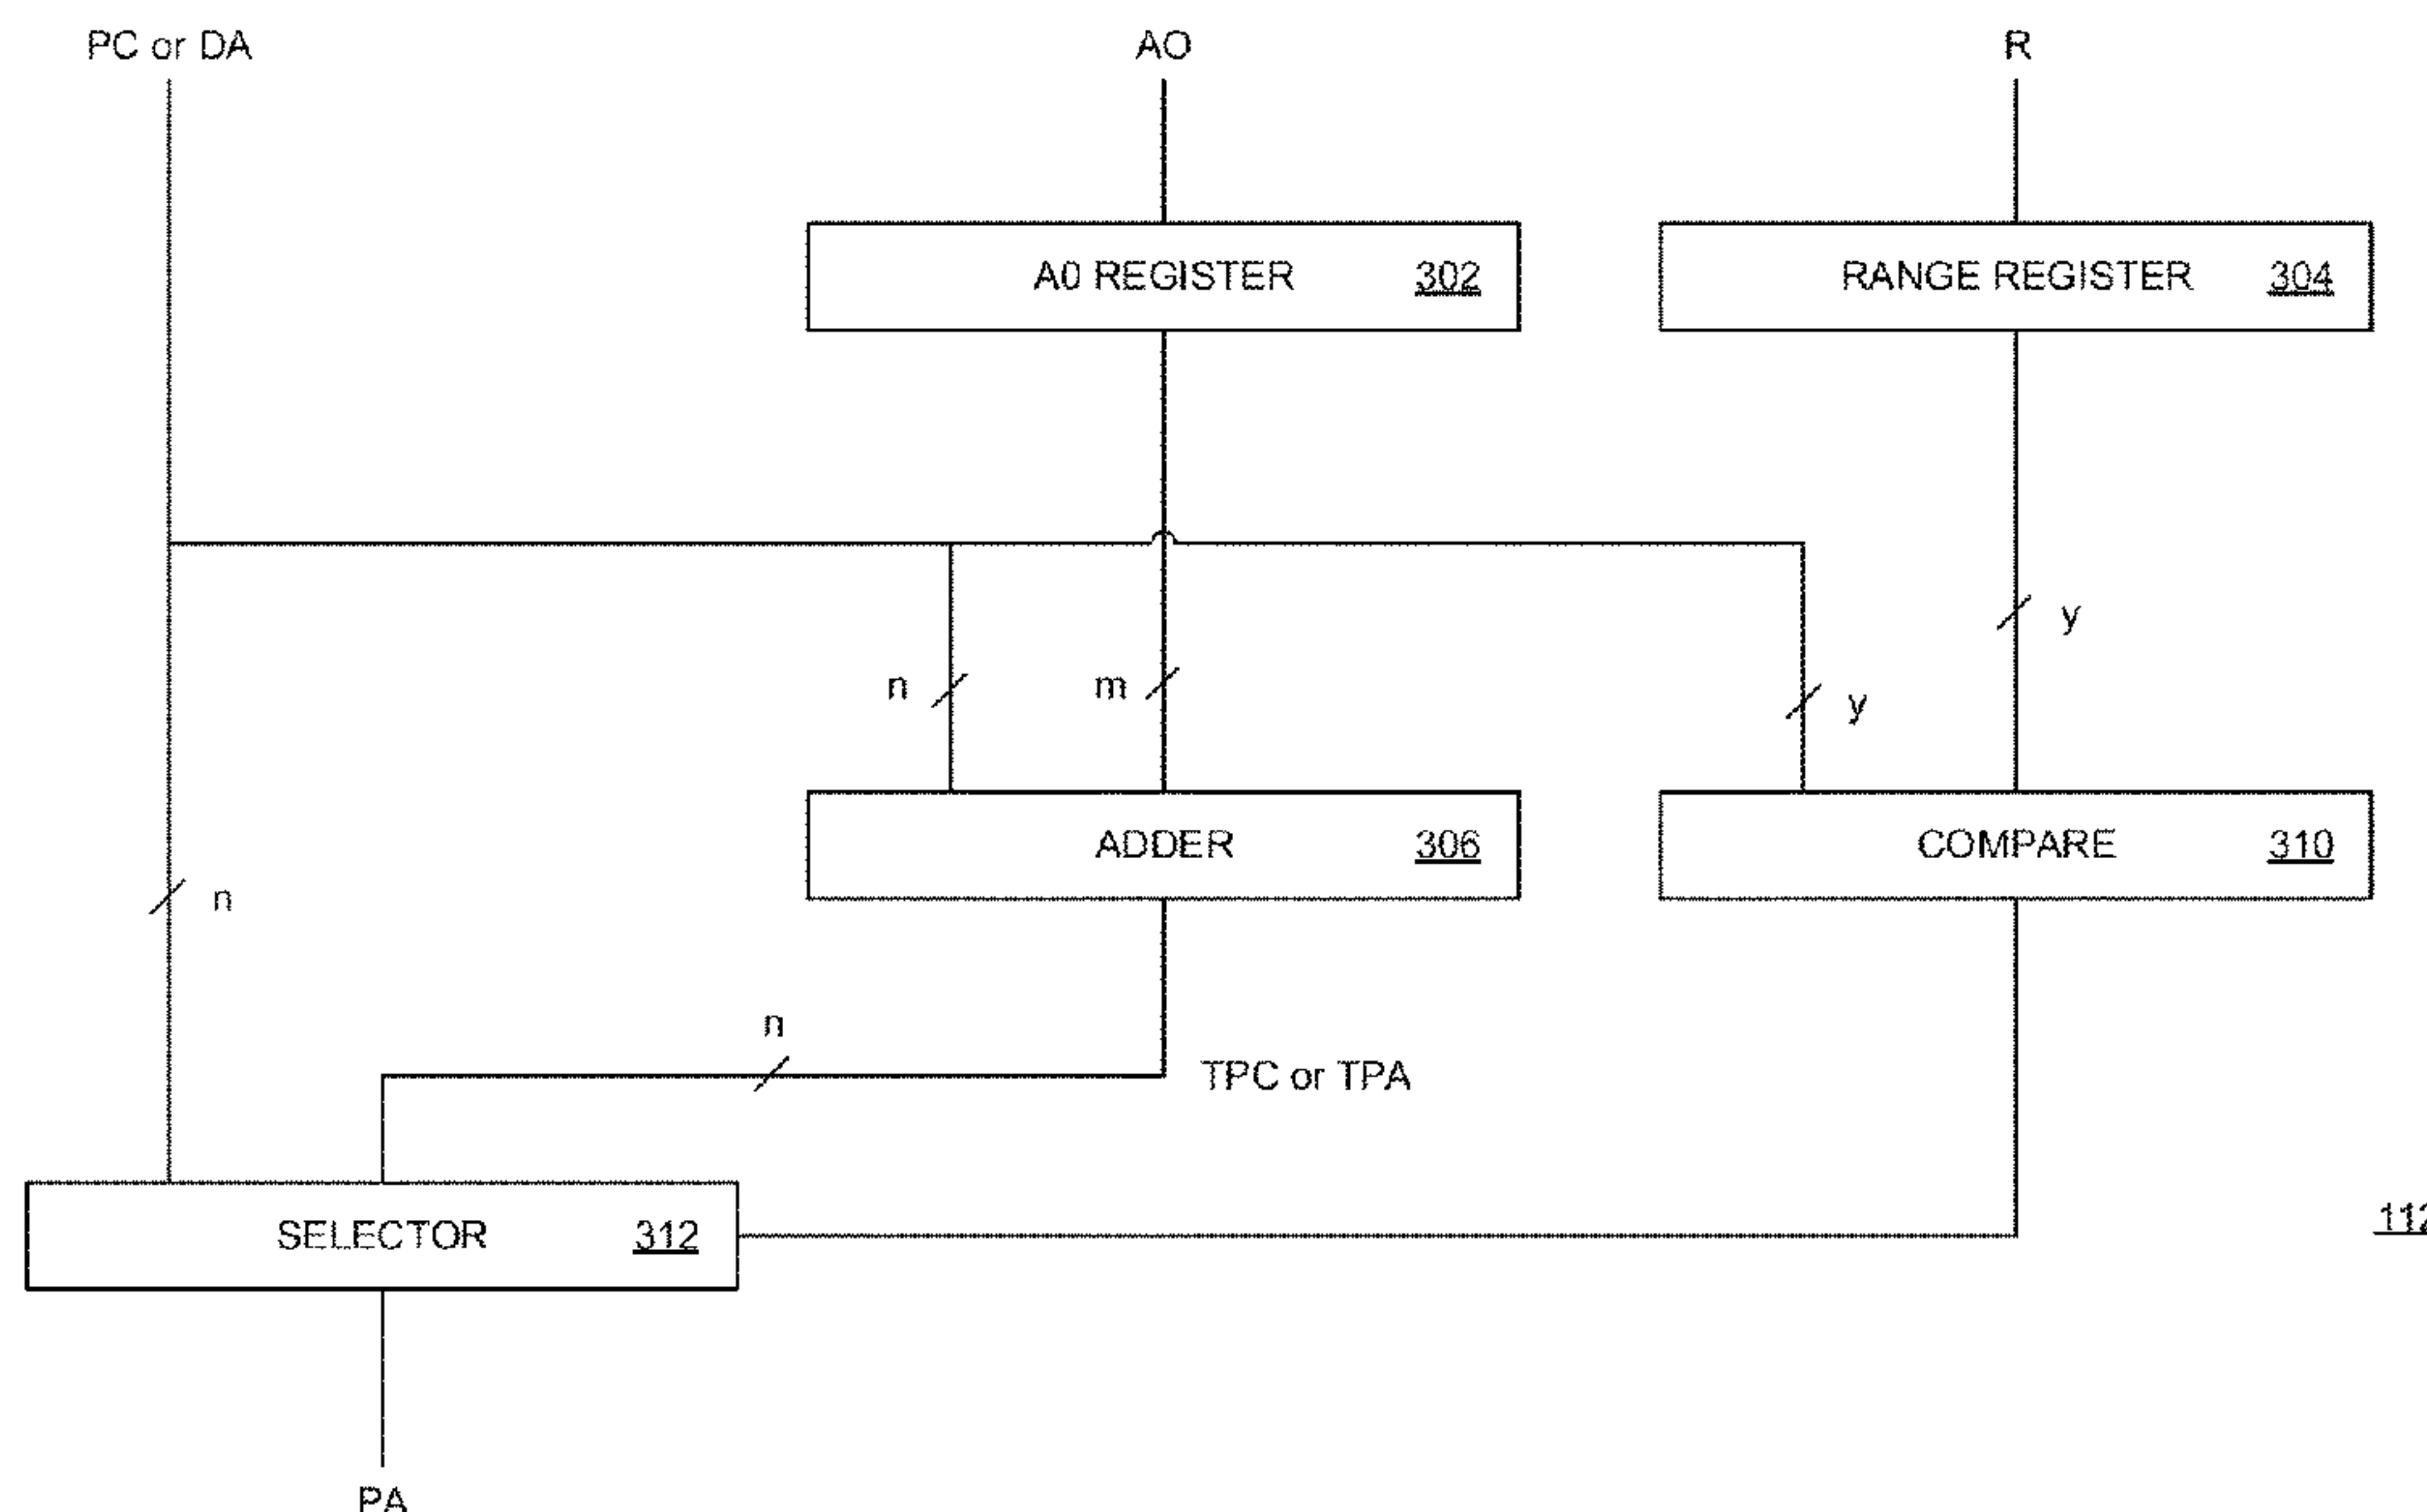 PC or DA
AO
R
A0 REGISTER 302
RANGE REGISTER 304
y
n
m
y
ADDER 306
COMPARE 310
n
n
TPC or TPA
SELECTOR 312
112
PA